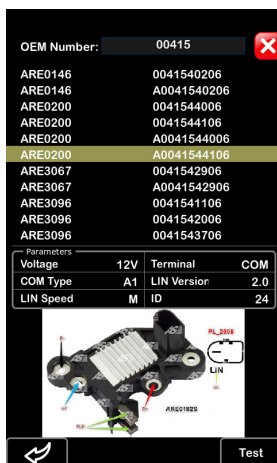 OEM Number: 00415
ARE0146 0041540206
ARE0146 A0041540206
ARE0200 0041544006
ARE0200 0041544106
ARE0200 A0041544006
ARE0200 A0041544106
ARE3067 0041542906
ARE3067 A0041542906
ARE3096 0041541106
ARE3096 0041542006
ARE3096 0041543706
Parameters
Voltage 12V Terminal COM
COM Type A1 LIN Version 2.0
LIN Speed M ID 24
PL_2006
LIN
ARE0182S
Test